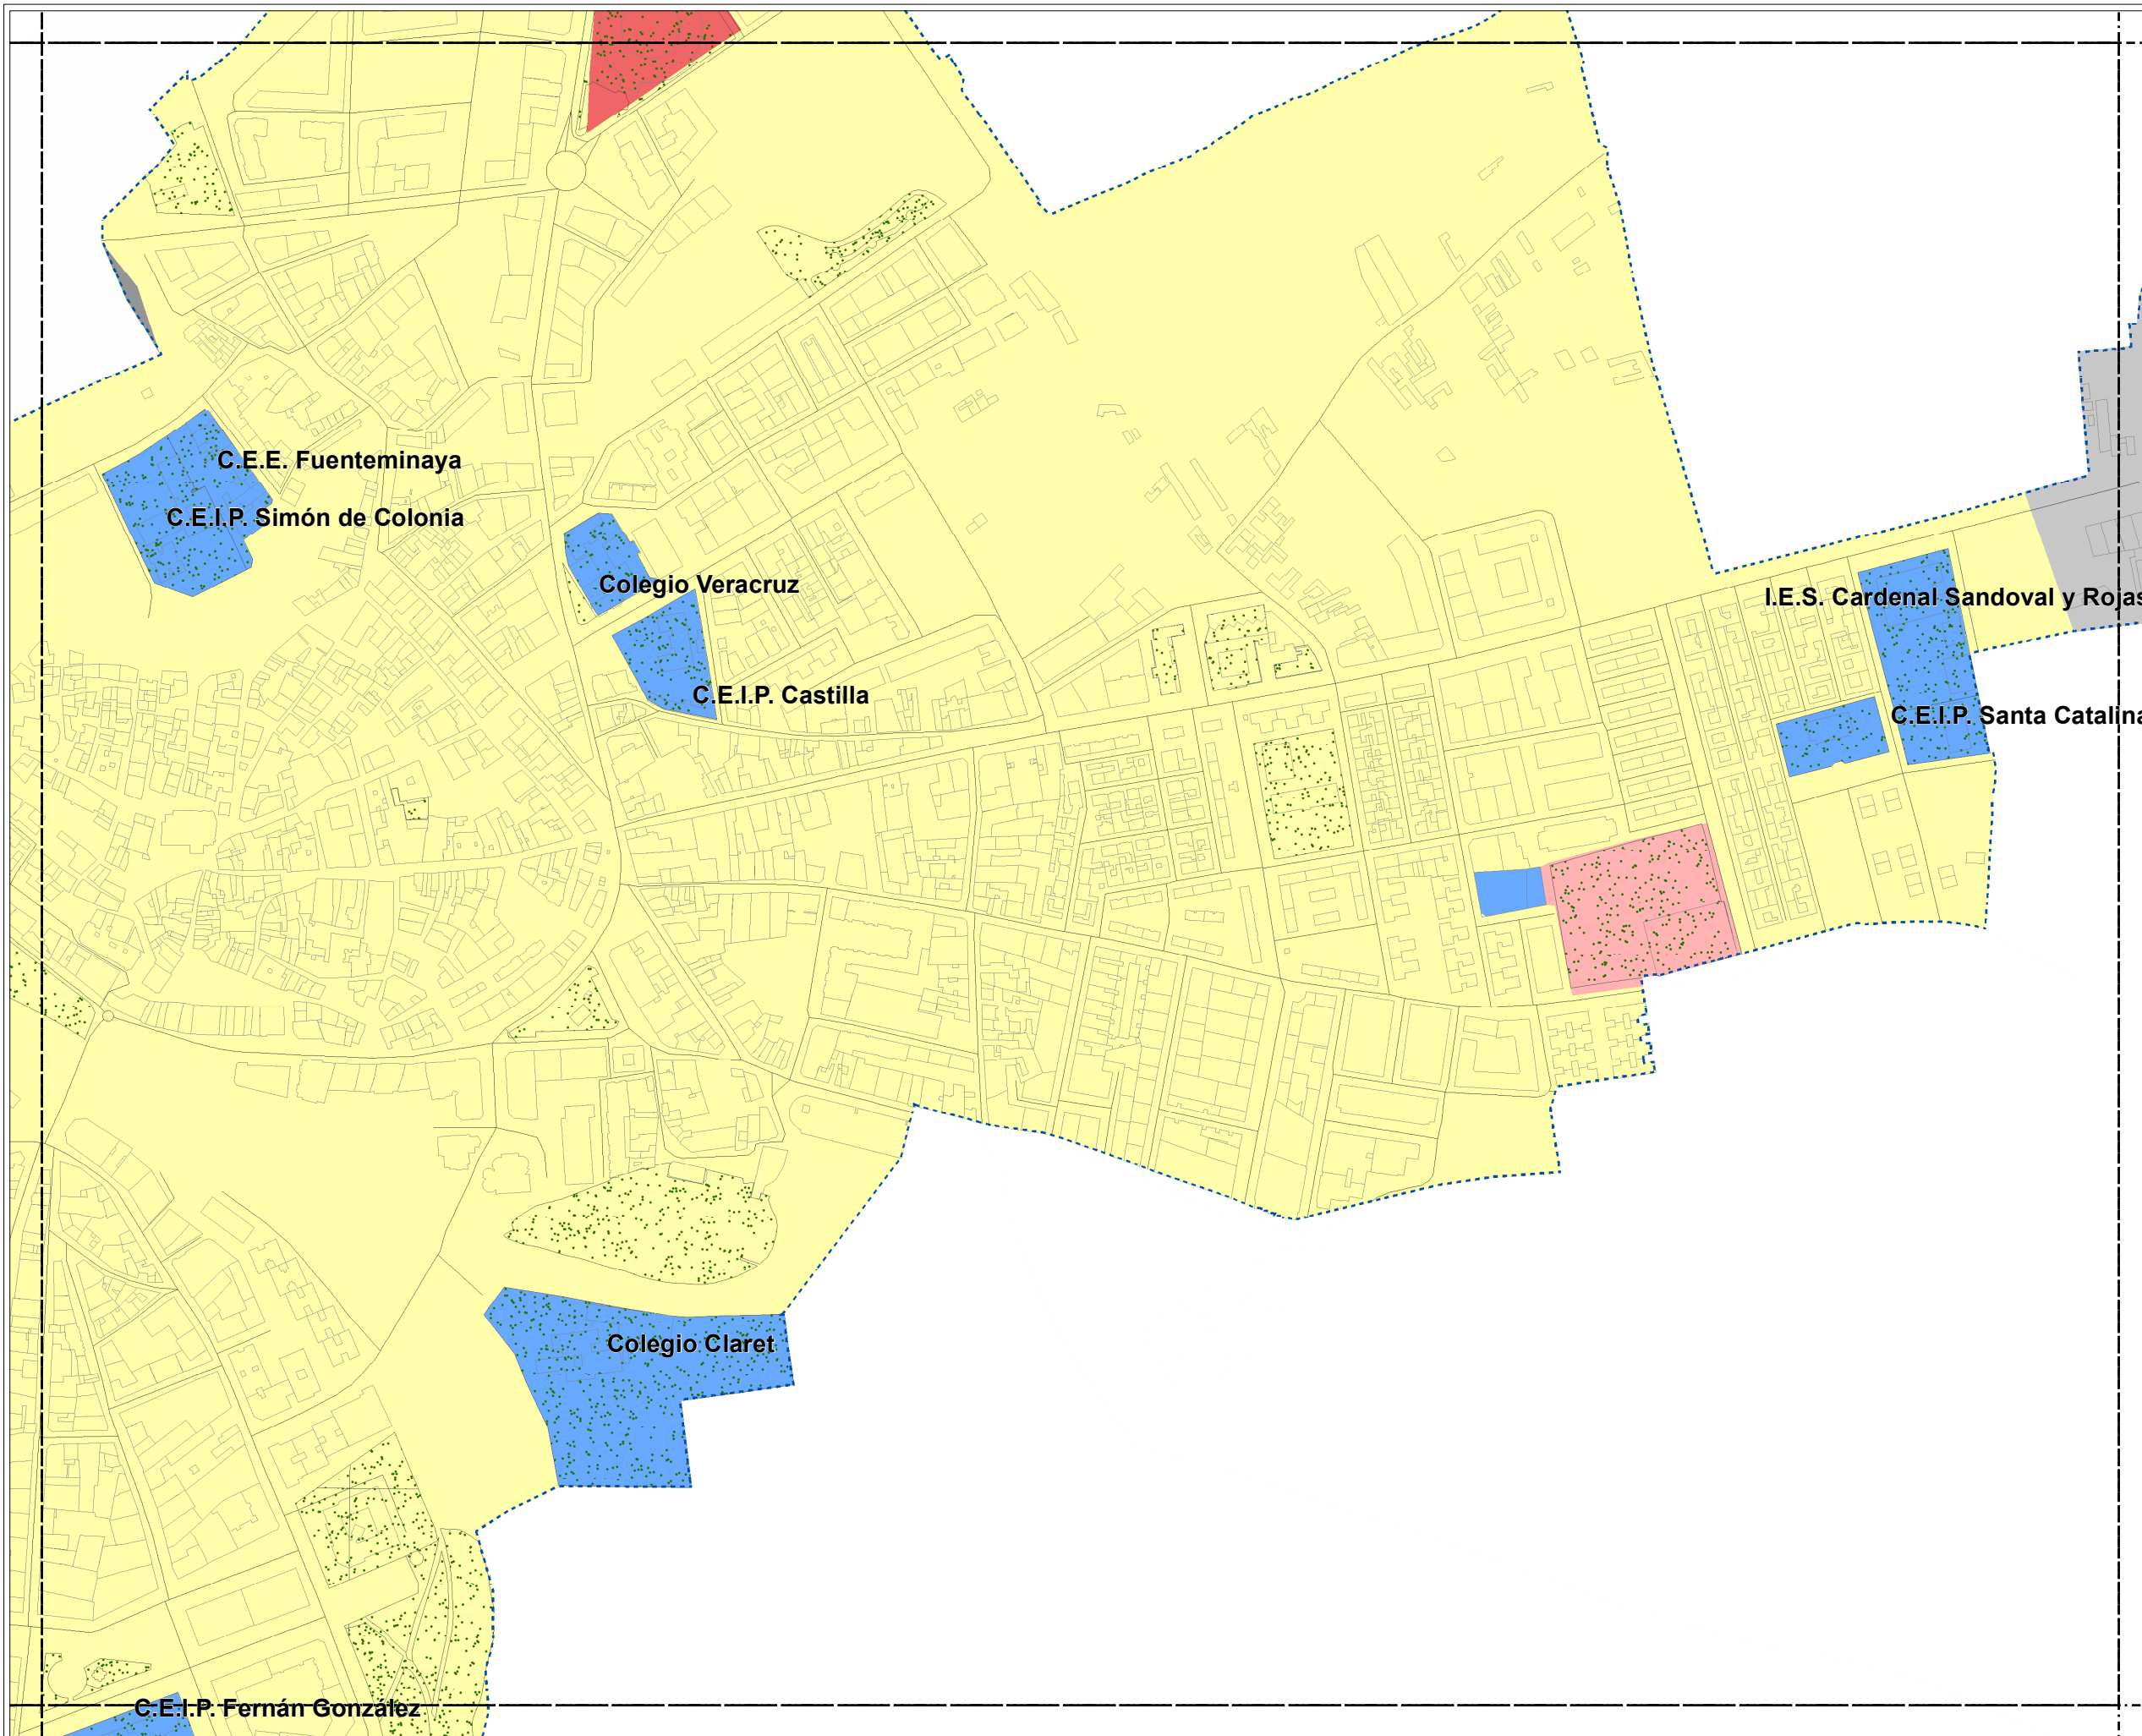 C.E.E. Fuenteminaya
C.E.I.P. Simón de Colonia
Colegio Veracruz
I.E.S. Cardenal Sandoval y Rojas
C.E.I.P. Castilla
C.E.I.P. Santa Catalina
Colegio Claret
C.E.I.P. Fernán González